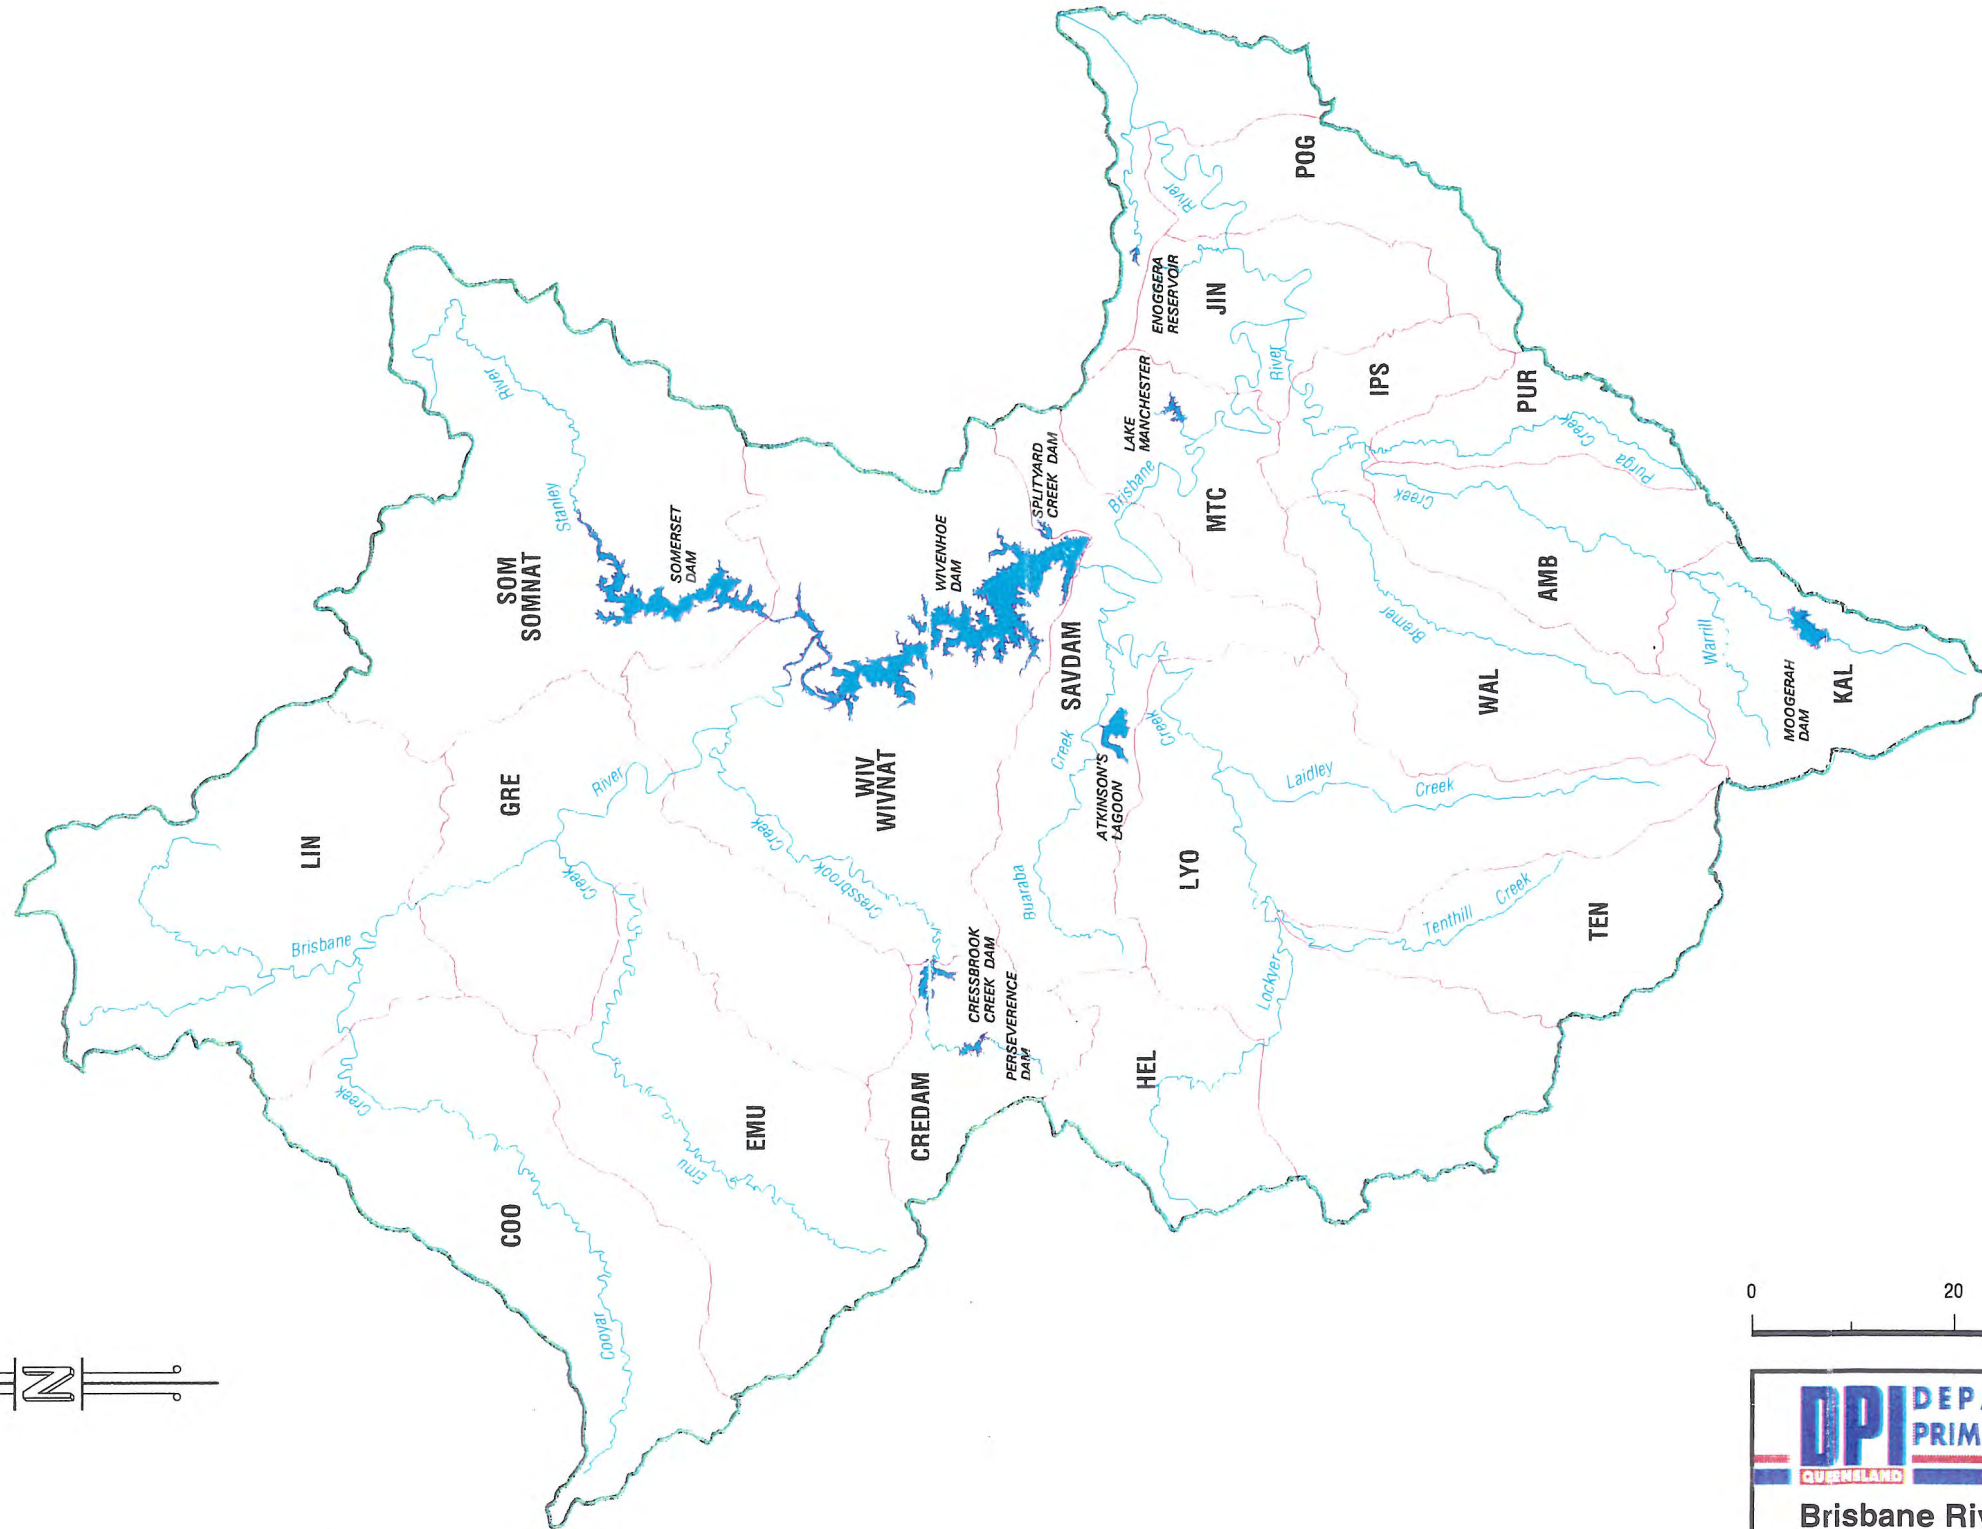 POG
River
ENOGGERA
RESERVOIR
JIN
LAKE
MANCHESTER
River
IPS
PUR
Creek
Purga
River
Stanley
SOM
SOMNAT
SOMERSET
DAM
WIVENHOE
DAM
SPLITYARD
CREEK DAM
Brisbane
MTC
Creek
AMB
Bremer
Warrill
MOOGERAH
DAM
KAL
SAVDAM
WAL
LIN
GRE
River
WIV
WIVNAT
Creek
ATKINSON'S
LAGOON
Creek
Laidley
Creek
Brisbane
Creek
Creek
Cressbrook
Buaraba
LYO
Tenthill
Creek
TEN
CRESSBROOK
CREEK DAM
PERSEVERENCE
DAM
Lockyer
HEL
CREDAM
Creek
COO
EMU
Emu
Cooyar
N
0
20
DPI
QUEENSLAND
DEPA
PRIM
Brisbane Riv